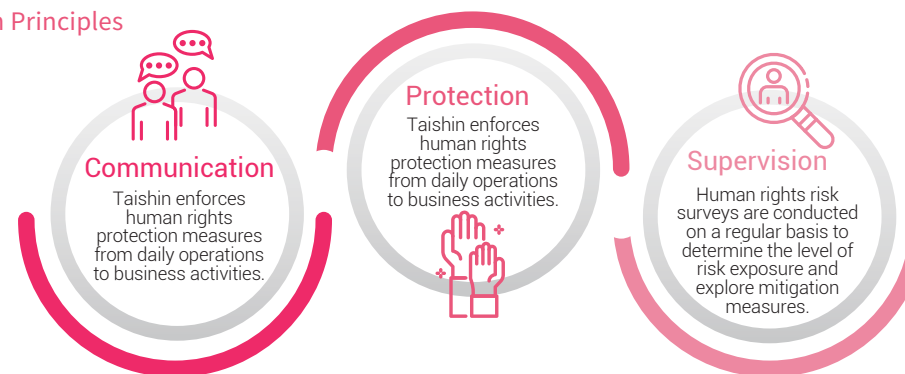 n Principles
Communication
Taishin enforces
human rights
protection measures
from daily operations
to business activities.
Protection
Taishin enforces
human rights
protection measures
from daily operations
to business activities.
Supervision
Human rights risk
surveys are conducted
on a regular basis to
determine the level of
risk exposure and
explore mitigation
measures.